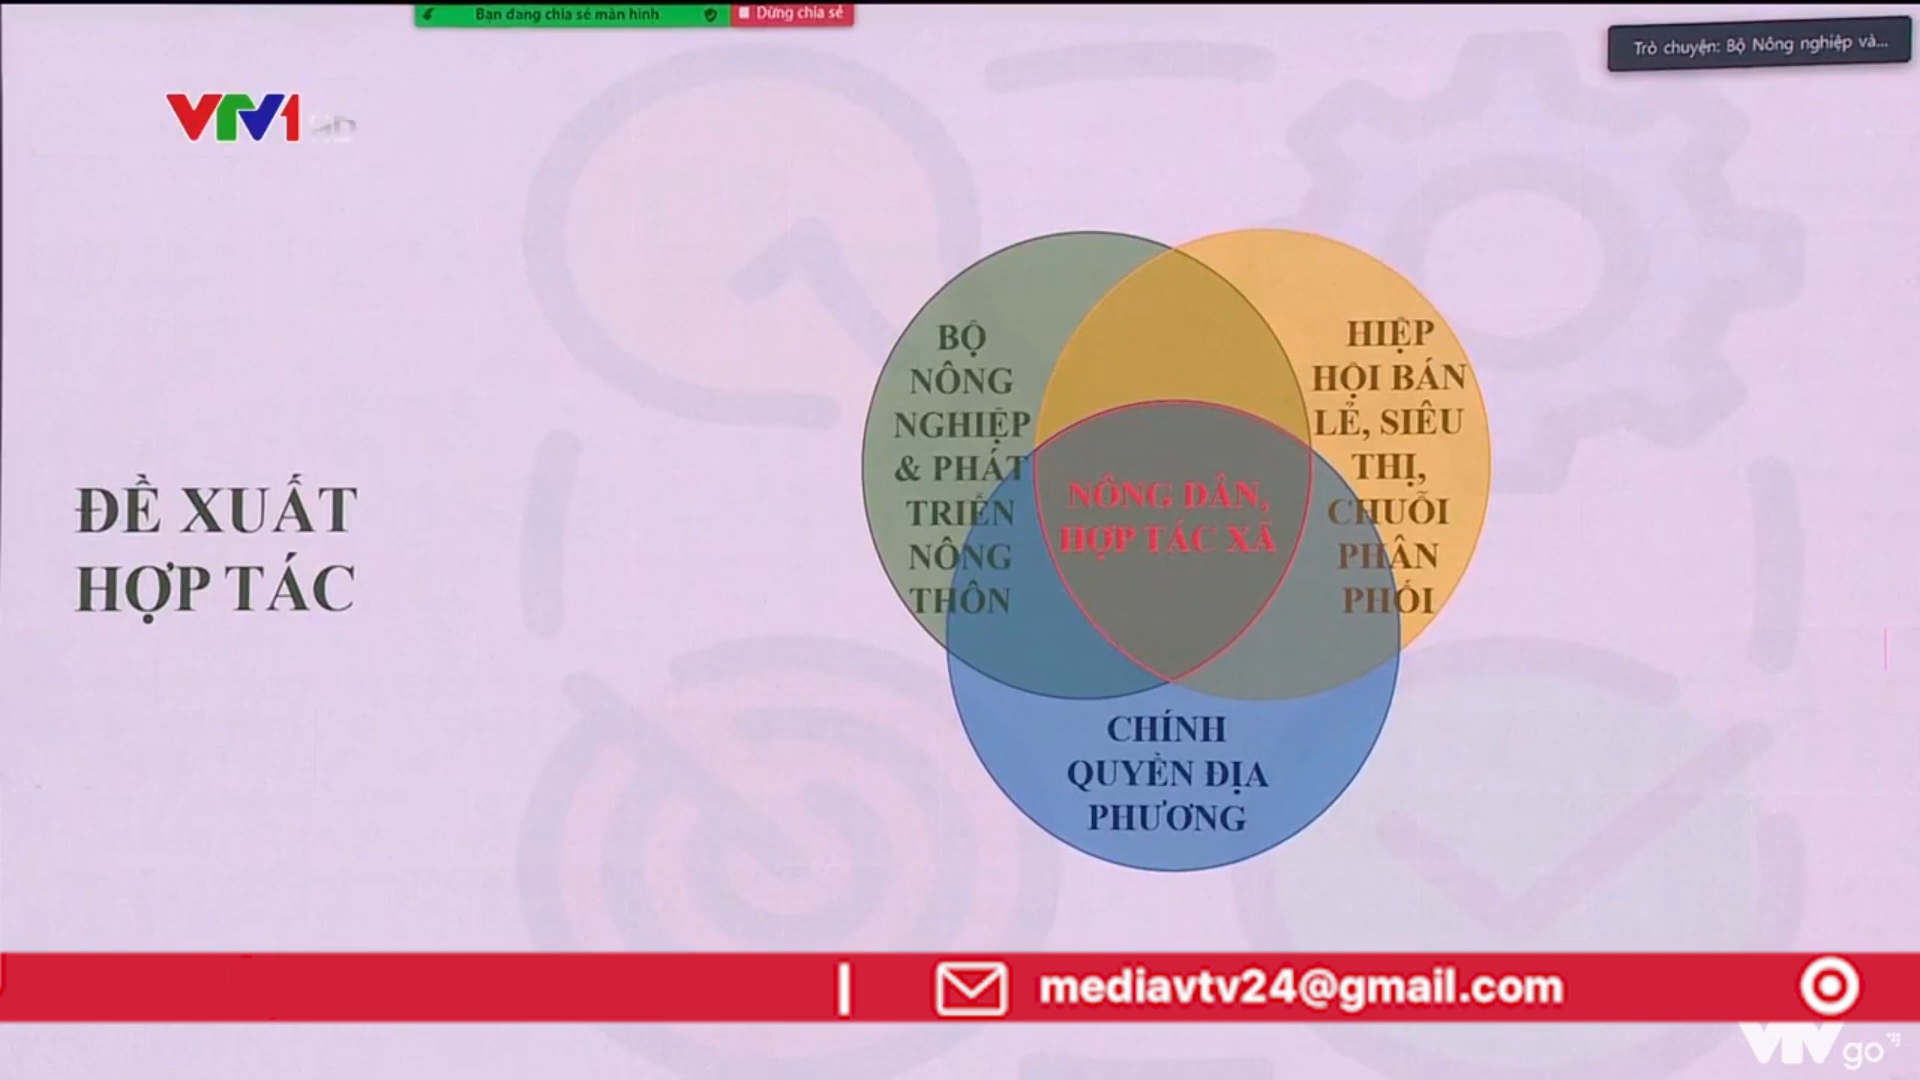 Bạn đang chia sẻ màn hình
Dừng chia sẻ
Trò chuyện: Bộ Nông nghiệp và...
VTV1 HD
ĐỀ XUẤT
HỢP TÁC
BỘ
NÔNG
NGHIỆP
& PHÁT
TRIỂN
NÔNG
THÔN
HIỆP
HỘI BÁN
LẺ, SIÊU
THỊ,
CHUỖI
PHÂN
PHỐI
NÔNG DÂN,
HỢP TÁC XÃ
CHÍNH
QUYỀN ĐỊA
PHƯƠNG
mediavtv24@gmail.com
VTV go